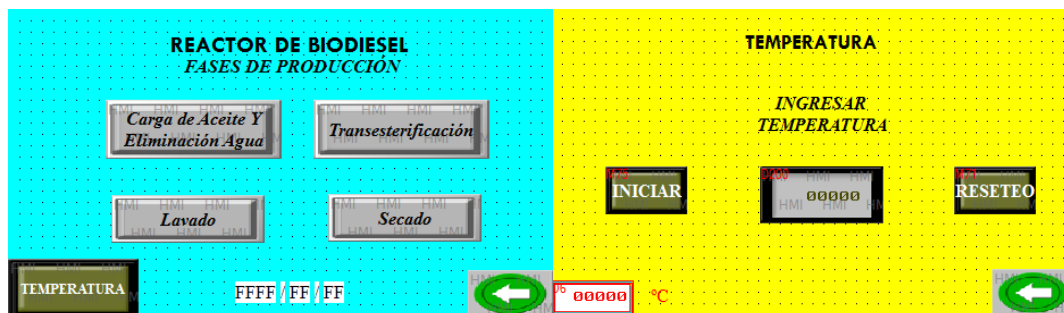 REACTOR DE BIODIESEL
FASES DE PRODUCCIÓN
Carga de Aceite Y
Eliminación Agua
Transesterificación
Lavado
Secado
TEMPERATURA
FFFF / FF / FF
TEMPERATURA
INGRESAR
TEMPERATURA
INICIAR
00000
RESETEO
00000 °C